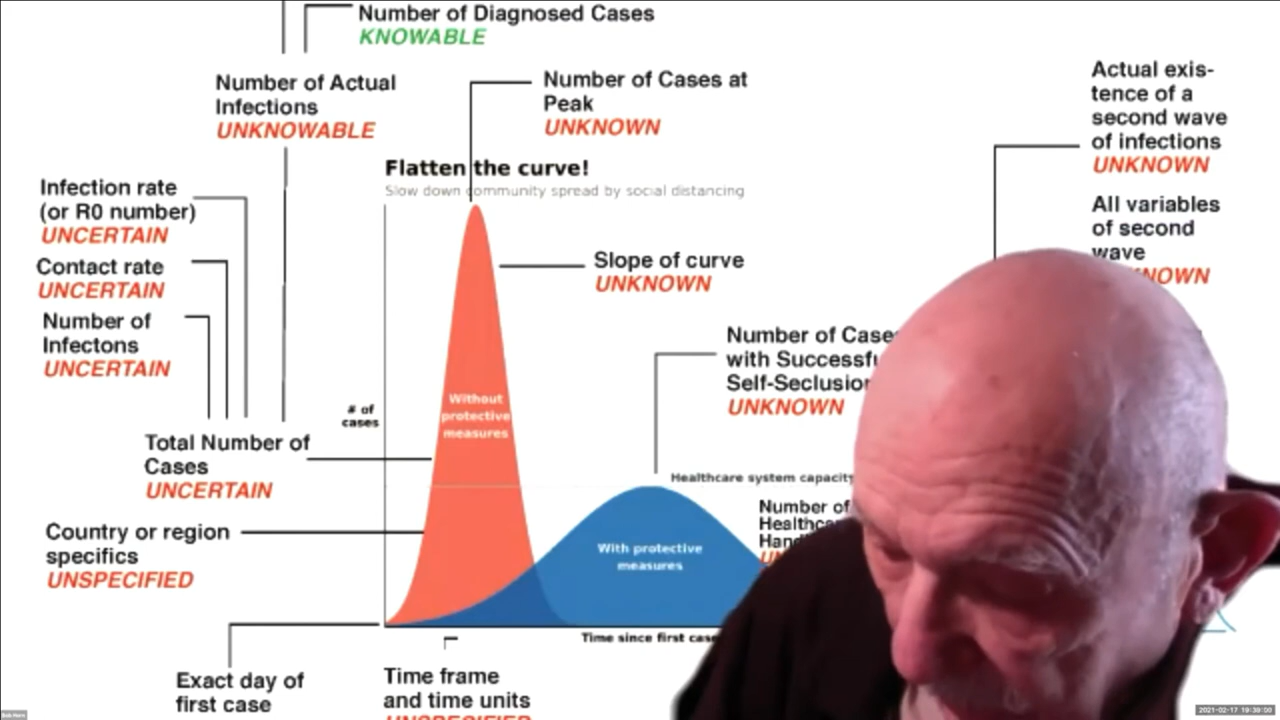 Number of Diagnosed Cases
KNOWABLE
Number of Actual
Infections
UNKNOWABLE
Number of Cases at
Peak
UNKNOWN
Actual exis-
tence of a
second wave
of infections
UNKNOWN
Flatten the curve!
Slow down community spread by social distancing
Infection rate
(or R0 number)
UNCERTAIN
All variables
of second
wave
Contact rate
UNCERTAIN
Slope of curve
UNKNOWN
Number of
Infectons
UNCERTAIN
Number of
with
UNKNOWN
Without
protective
measures
# of
cases
Total Number of
Cases
UNCERTAIN
Healthcare system capacity
Number of
Country or region
specifics
UNSPECIFIED
With protective
measures
Time since first case
Exact day of
first case
Time frame
and time units
UNSPECIFIED
2021-02-17 19:39:00